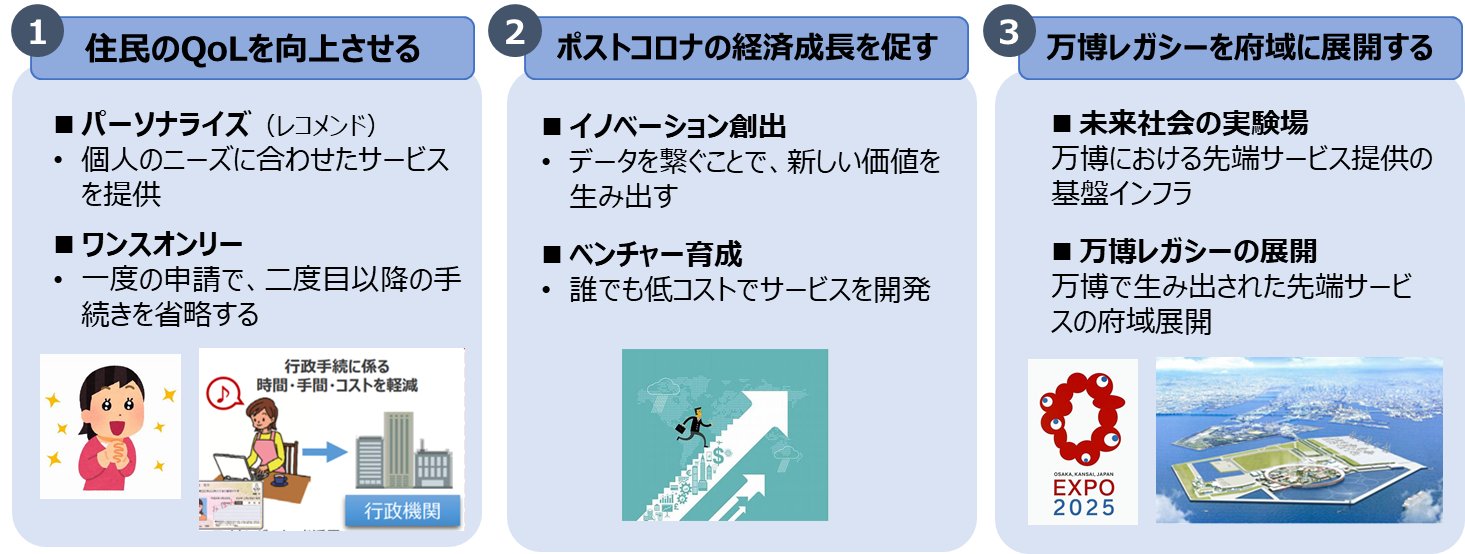 1
住民のQoLを向上させる
■ パーソナライズ（レコメンド）
• 個人のニーズに合わせたサービス
を提供
■ ワンスオンリー
• 一度の申請で、二度目以降の手
続きを省略する
行政手続に係る
時間・手間・コストを軽減
行政機関
2
ポストコロナの経済成長を促す
■ イノベーション創出
• データを繋ぐことで、新しい価値を
生み出す
■ ベンチャー育成
• 誰でも低コストでサービスを開発
3
万博レガシーを府域に展開する
■ 未来社会の実験場
万博における先端サービス提供の
基盤インフラ
■ 万博レガシーの展開
万博で生み出された先端サービ
スの府域展開
OSAKA, KANSAI, JAPAN
EXPO
2025